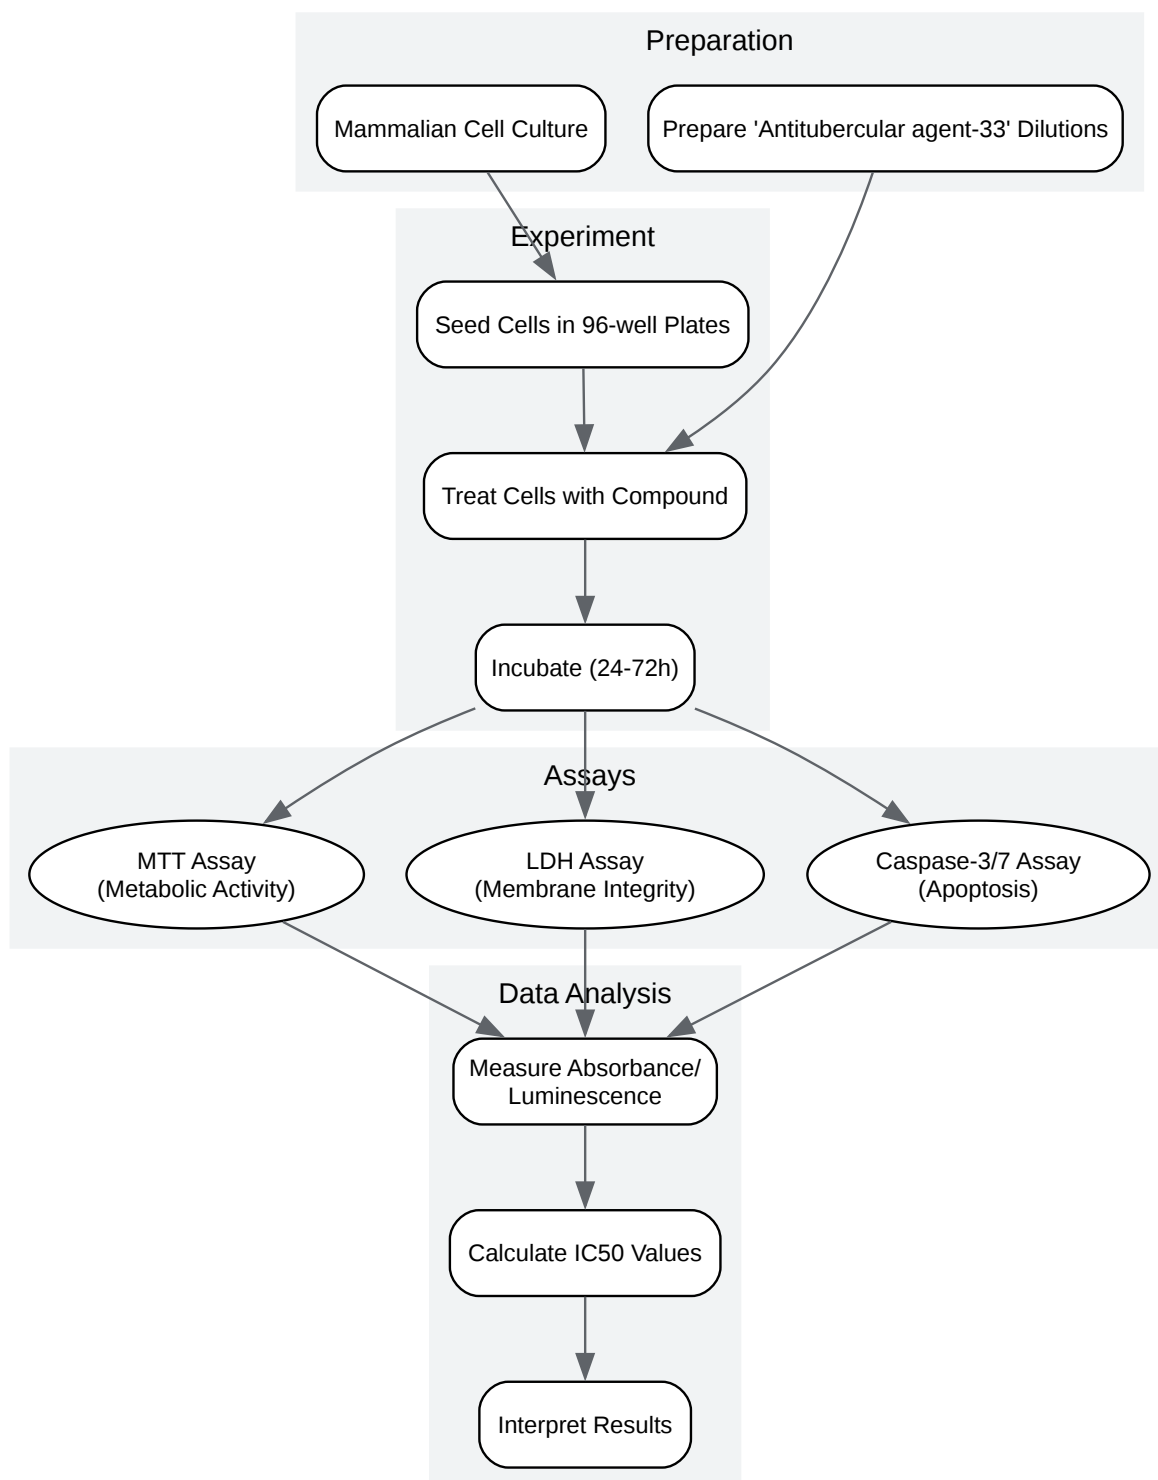 Preparation
Mammalian Cell Culture
Prepare 'Antitubercular agent-33' Dilutions
Experiment
Seed Cells in 96-well Plates
Treat Cells with Compound
Incubate (24-72h)
Assays
MTT Assay
(Metabolic Activity)
LDH Assay
(Membrane Integrity)
Caspase-3/7 Assay
(Apoptosis)
Data Analysis
Measure Absorbance/
Luminescence
Calculate IC50 Values
Interpret Results